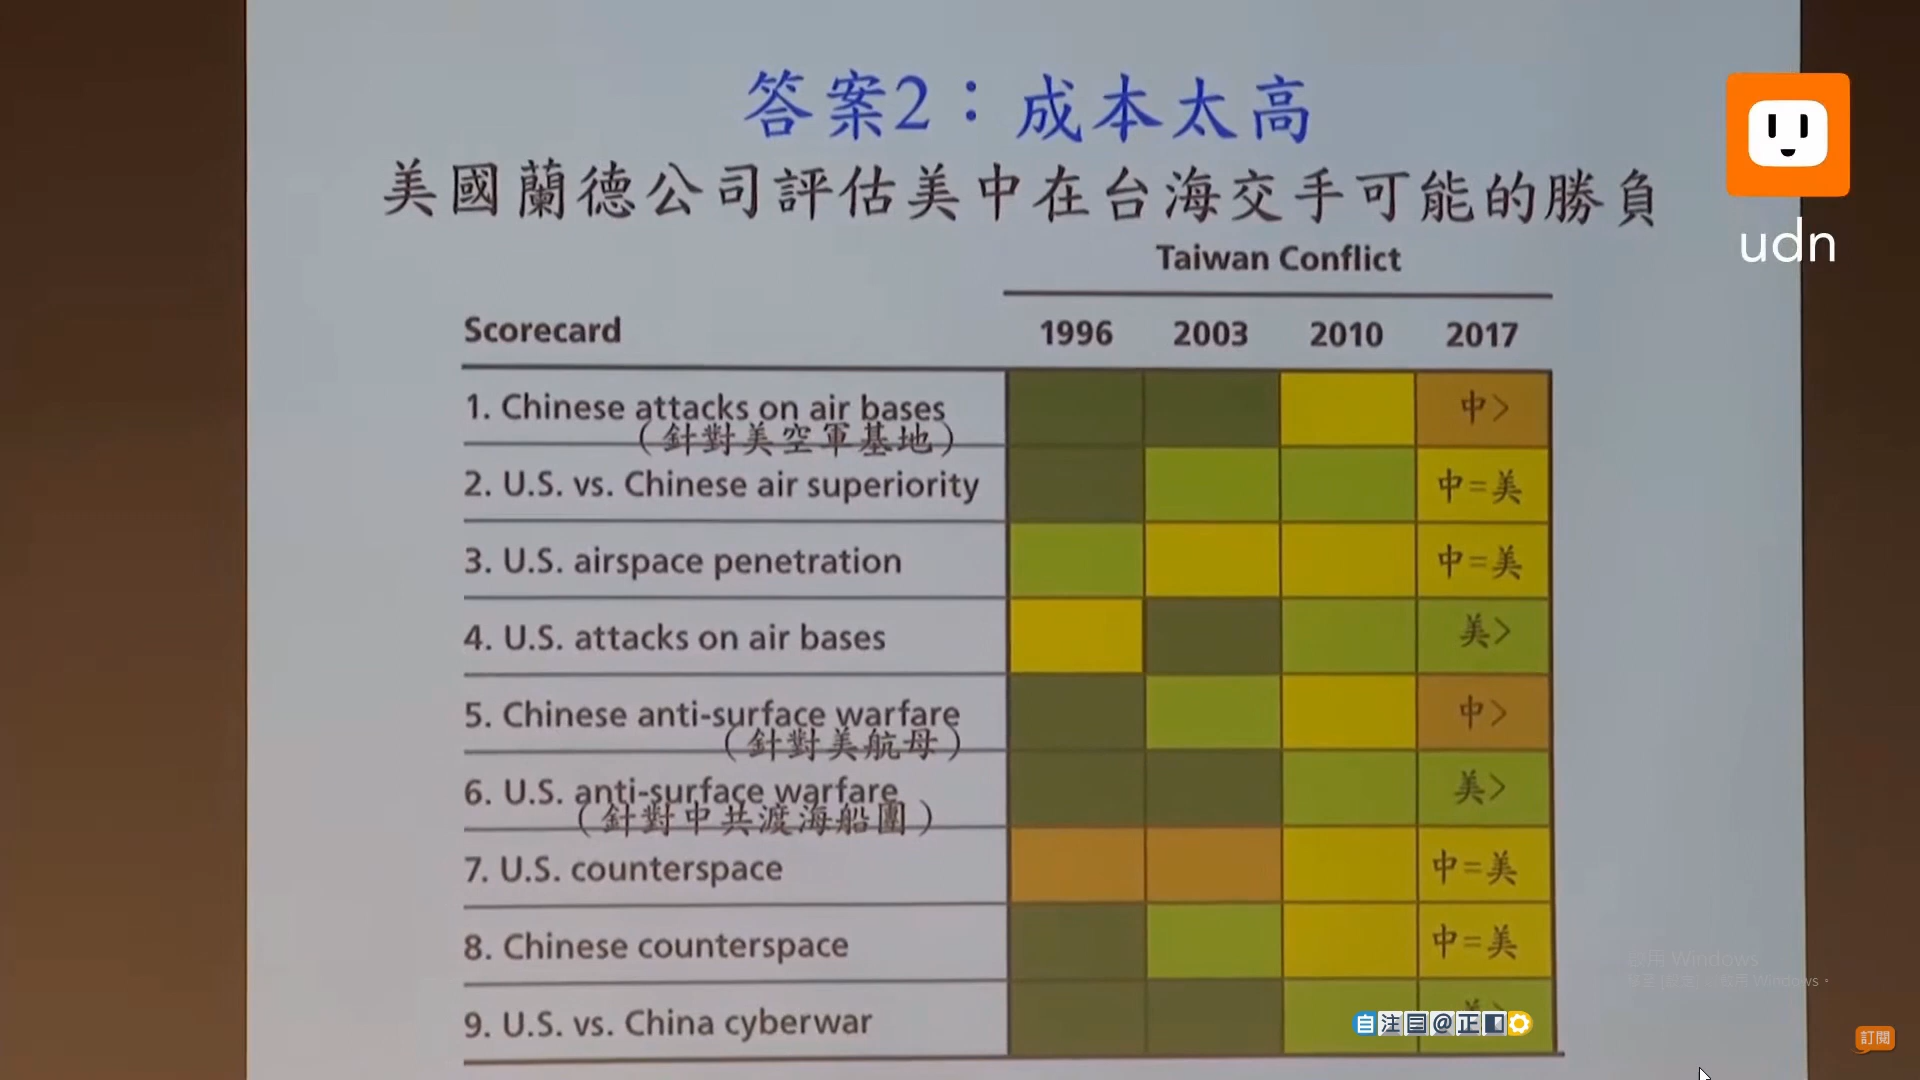 答案2：成本太高
美國蘭德公司評估美中在台海交手可能的勝負
udn
Taiwan Conflict
Scorecard 1996 2003 2010 2017
1. Chinese attacks on air bases 中>
（針對美空軍基地）
2. U.S. vs. Chinese air superiority 中=美
3. U.S. airspace penetration 中=美
4. U.S. attacks on air bases 美>
5. Chinese anti-surface warfare 中>
（針對美航母）
6. U.S. anti-surface warfare 美>
（針對中共渡海船團）
7. U.S. counterspace 中=美
8. Chinese counterspace 中=美
9. U.S. vs. China cyberwar
Windows
自注@正
訂閱